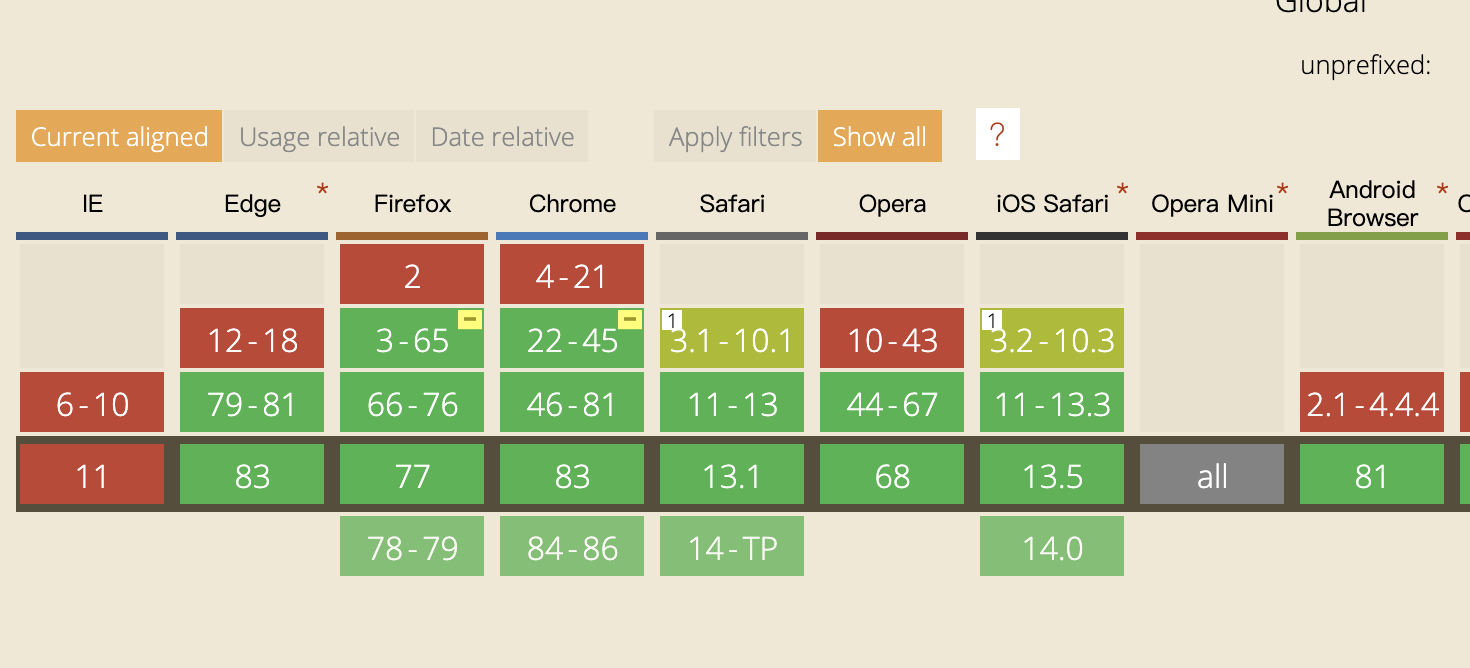 Global
unprefixed:
Current aligned Usage relative Date relative Apply filters Show all ?
IE Edge * Firefox Chrome Safari Opera iOS Safari * Opera Mini * Android Browser *
2 4-21
12-18 3-65 - 22-45 - 1 3.1-10.1 10-43 1 3.2-10.3
6-10 79-81 66-76 46-81 11-13 44-67 11-13.3 2.1-4.4.4
11 83 77 83 13.1 68 13.5 all 81
78-79 84-86 14-TP 14.0